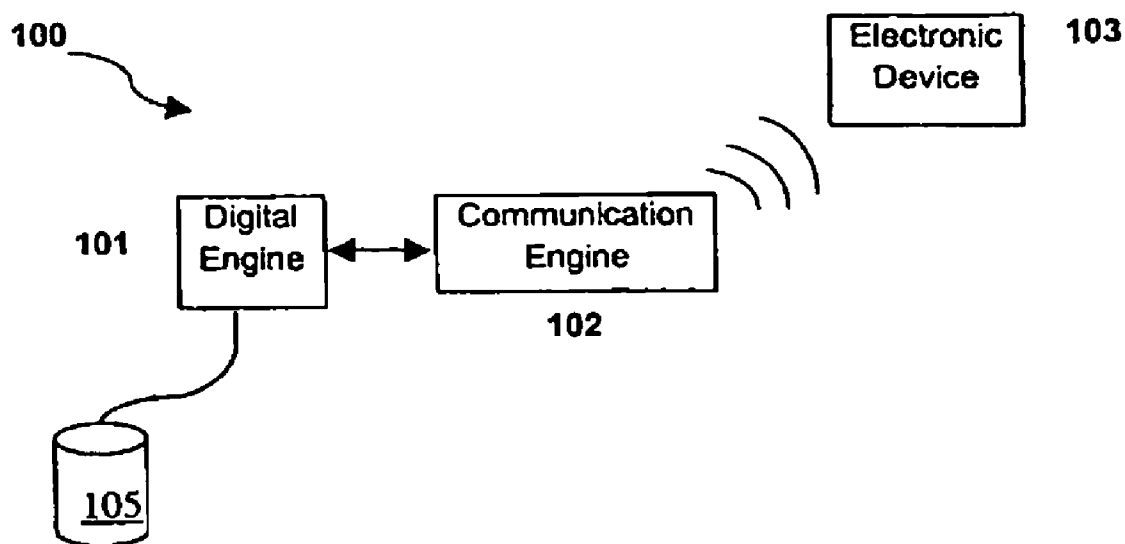 100
Electronic
Device
103
101
Digital
Engine
Communication
Engine
102
105